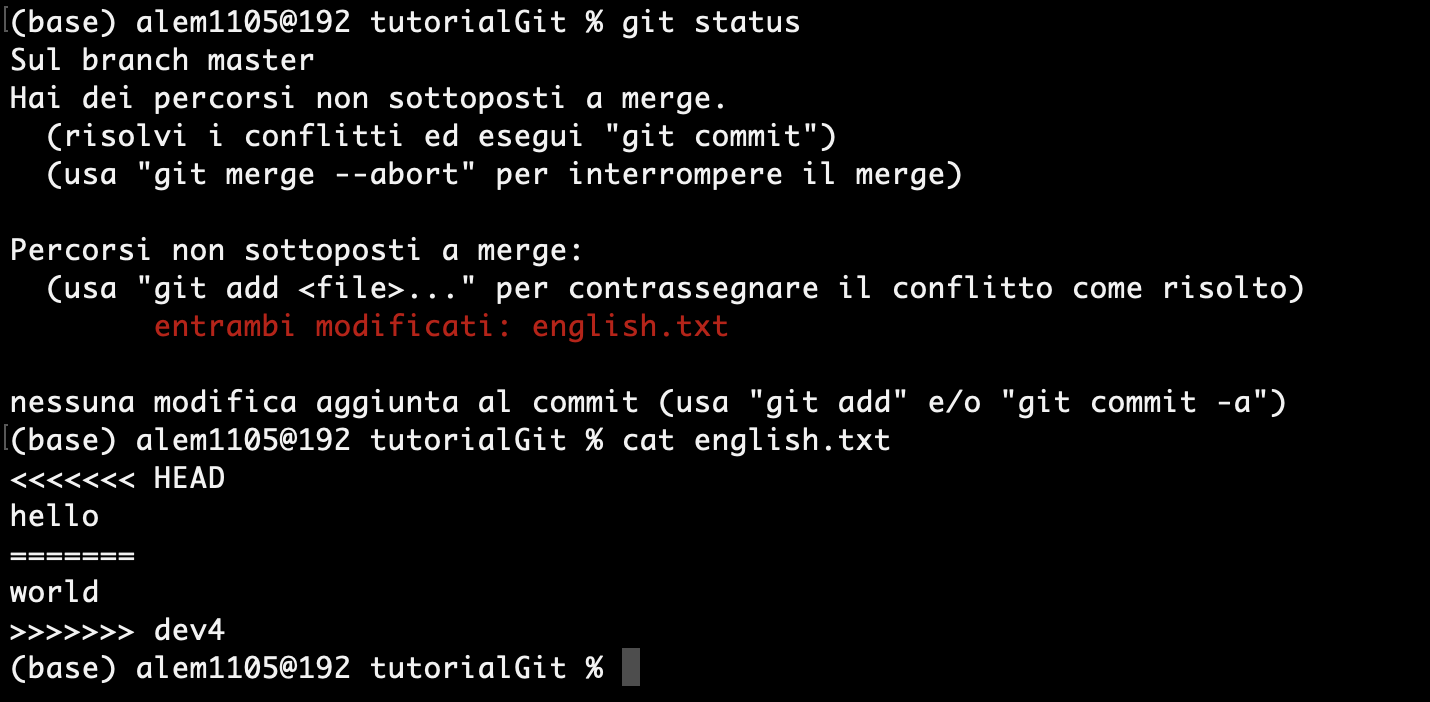 (base) alem1105@192 tutorialGit % git status
Sul branch master
Hai dei percorsi non sottoposti a merge.
  (risolvi i conflitti ed esegui "git commit")
  (usa "git merge --abort" per interrompere il merge)

Percorsi non sottoposti a merge:
  (usa "git add <file>..." per contrassegnare il conflitto come risolto)
        entrambi modificati: english.txt

nessuna modifica aggiunta al commit (usa "git add" e/o "git commit -a")
(base) alem1105@192 tutorialGit % cat english.txt
<<<<<<< HEAD
hello
=======
world
>>>>>>> dev4
(base) alem1105@192 tutorialGit %